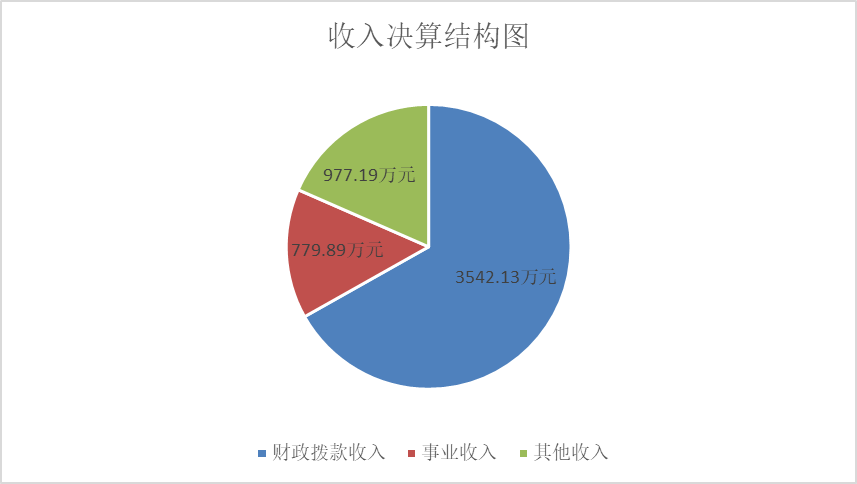 收入决算结构图
977.19万元
779.89万元
3542.13万元
财政拨款收入 事业收入 其他收入